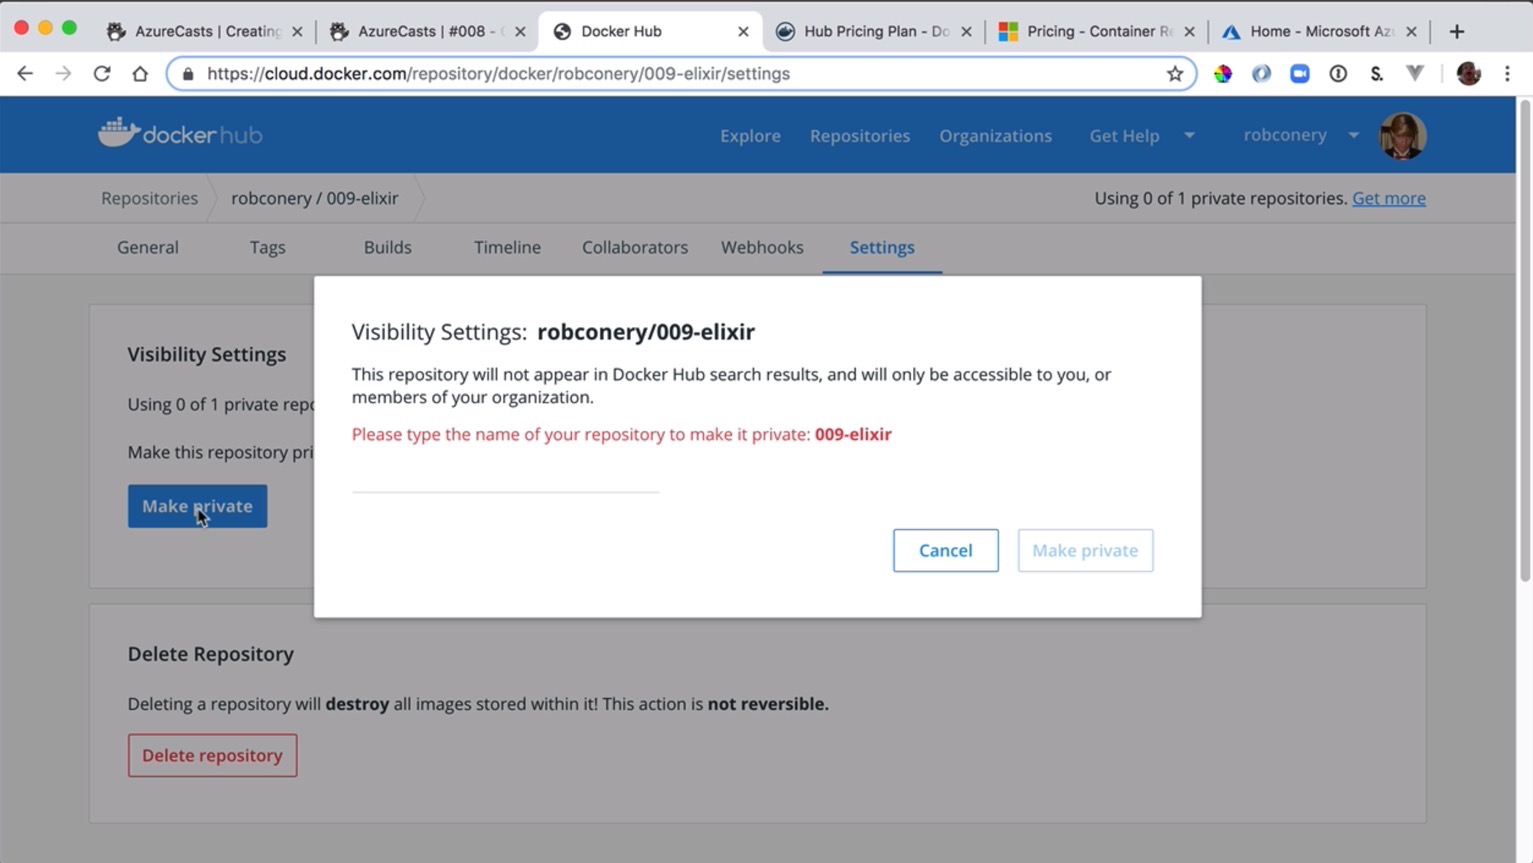 AzureCasts | Creating
AzureCasts | #008 -
Docker Hub
Hub Pricing Plan - Do
Pricing - Container Re
Home - Microsoft Azu
https://cloud.docker.com/repository/docker/robconery/009-elixir/settings
S.
dockerhub
Explore
Repositories
Organizations
Get Help
robconery
Repositories
robconery / 009-elixir
Using 0 of 1 private repositories. Get more
General
Tags
Builds
Timeline
Collaborators
Webhooks
Settings
Visibility Settings
Using 0 of 1 private repo
Make this repository pri
Make private
Visibility Settings: robconery/009-elixir
This repository will not appear in Docker Hub search results, and will only be accessible to you, or
members of your organization.
Please type the name of your repository to make it private: 009-elixir
Cancel
Make private
Delete Repository
Deleting a repository will destroy all images stored within it! This action is not reversible.
Delete repository